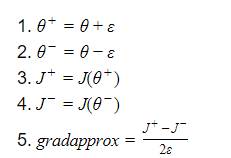 1. θ⁺ = θ + ε
2. θ⁻ = θ − ε
3. J⁺ = J(θ⁺)
4. J⁻ = J(θ⁻)
5. gradapprox = (J⁺ − J⁻) / 2ε